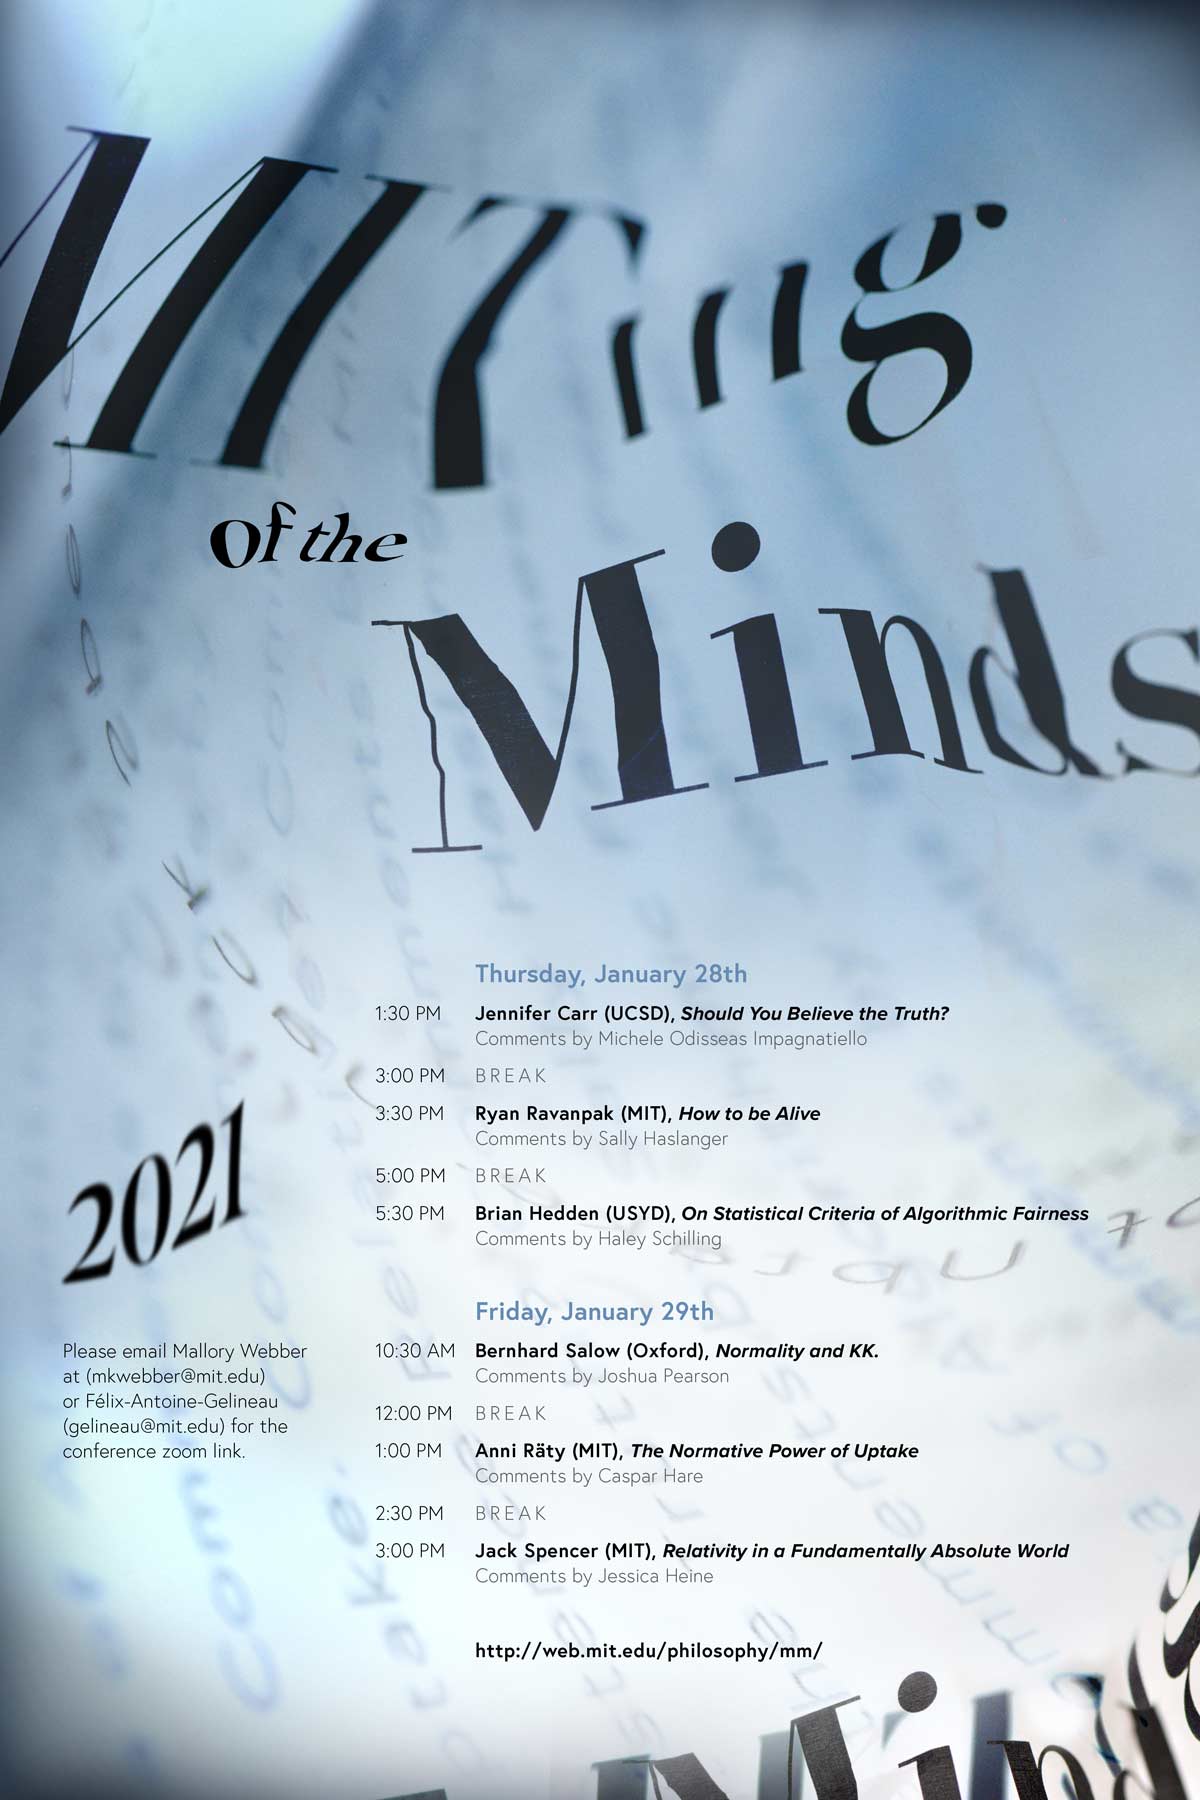 MITing
of the
Minds
2021
Thursday, January 28th
1:30 PM Jennifer Carr (UCSD), Should You Believe the Truth?
Comments by Michele Odisseas Impagnatiello
3:00 PM BREAK
3:30 PM Ryan Ravanpak (MIT), How to be Alive
Comments by Sally Haslanger
5:00 PM BREAK
5:30 PM Brian Hedden (USYD), On Statistical Criteria of Algorithmic Fairness
Comments by Haley Schilling
Friday, January 29th
10:30 AM Bernhard Salow (Oxford), Normality and KK.
Comments by Joshua Pearson
12:00 PM BREAK
1:00 PM Anni Räty (MIT), The Normative Power of Uptake
Comments by Caspar Hare
2:30 PM BREAK
3:00 PM Jack Spencer (MIT), Relativity in a Fundamentally Absolute World
Comments by Jessica Heine
Please email Mallory Webber
at (mkwebber@mit.edu)
or Félix-Antoine-Gelineau
(gelineau@mit.edu) for the
conference zoom link.
http://web.mit.edu/philosophy/mm/
Mind